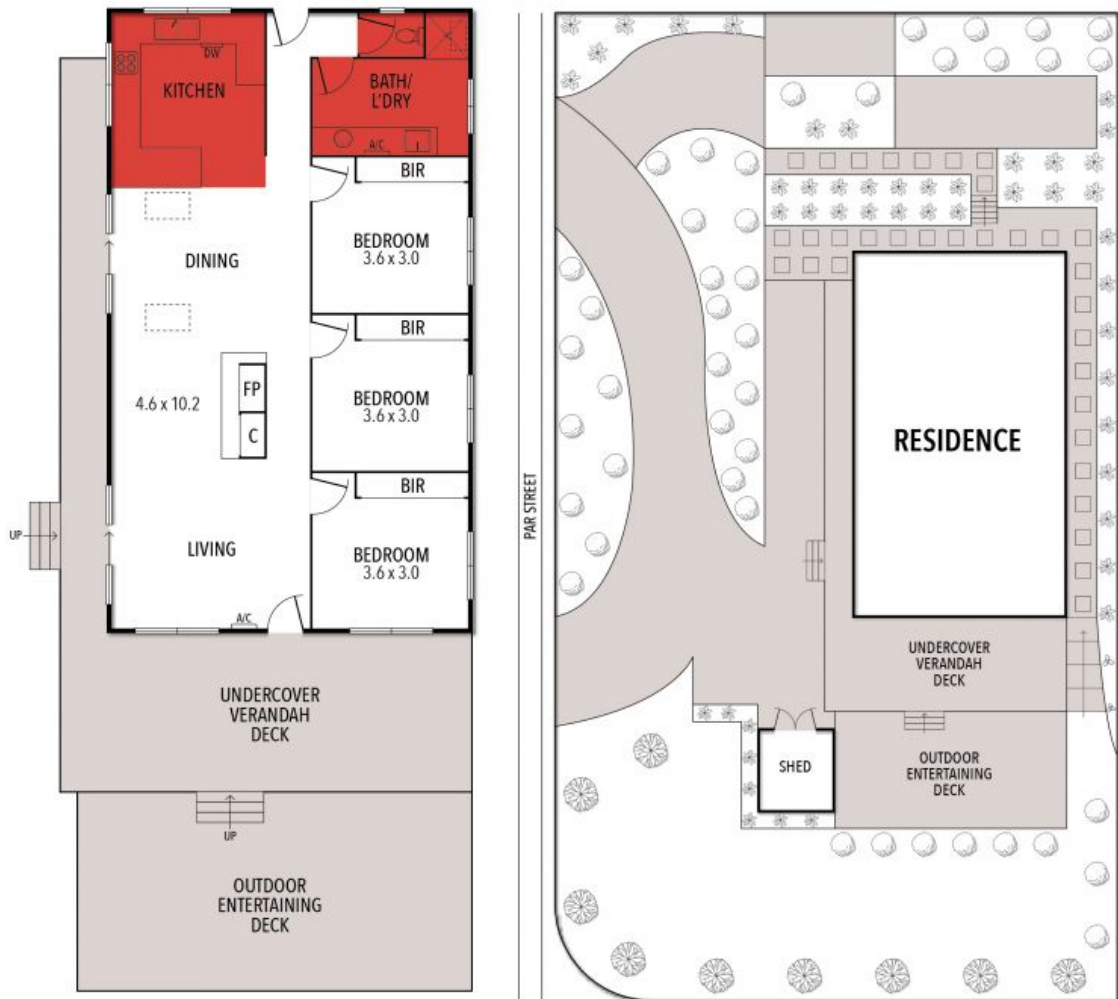 KITCHEN
DW
BATH/
L'DRY
A/C
BIR
BEDROOM
3.6 x 3.0
DINING
BIR
BEDROOM
3.6 x 3.0
4.6 x 10.2
FP
C
BIR
BEDROOM
3.6 x 3.0
UP
LIVING
A/C
UNDERCOVER
VERANDAH
DECK
UP
OUTDOOR
ENTERTAINING
DECK
PAR STREET
RESIDENCE
UNDERCOVER
VERANDAH
DECK
SHED
OUTDOOR
ENTERTAINING
DECK